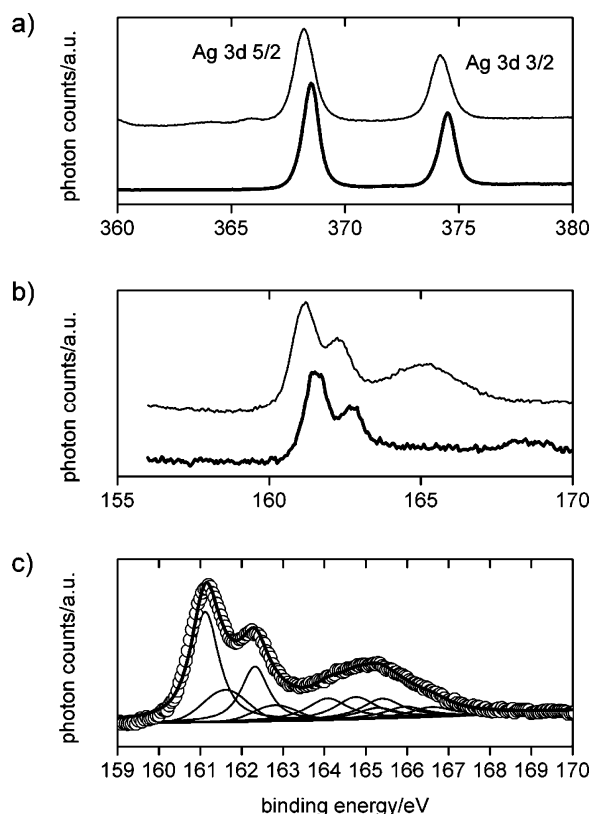 a)
Ag 3d 5/2
Ag 3d 3/2
photon counts/a.u.
360 365 370 375 380
b)
photon counts/a.u.
155 160 165 170
c)
photon counts/a.u.
159 160 161 162 163 164 165 166 167 168 169 170
binding energy/eV